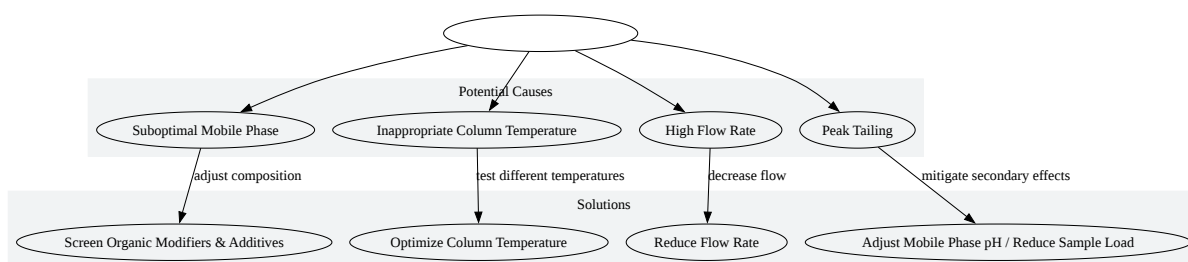 Potential Causes
Suboptimal Mobile Phase
Inappropriate Column Temperature
High Flow Rate
Peak Tailing
adjust composition
test different temperatures
decrease flow
mitigate secondary effects
Solutions
Screen Organic Modifiers & Additives
Optimize Column Temperature
Reduce Flow Rate
Adjust Mobile Phase pH / Reduce Sample Load